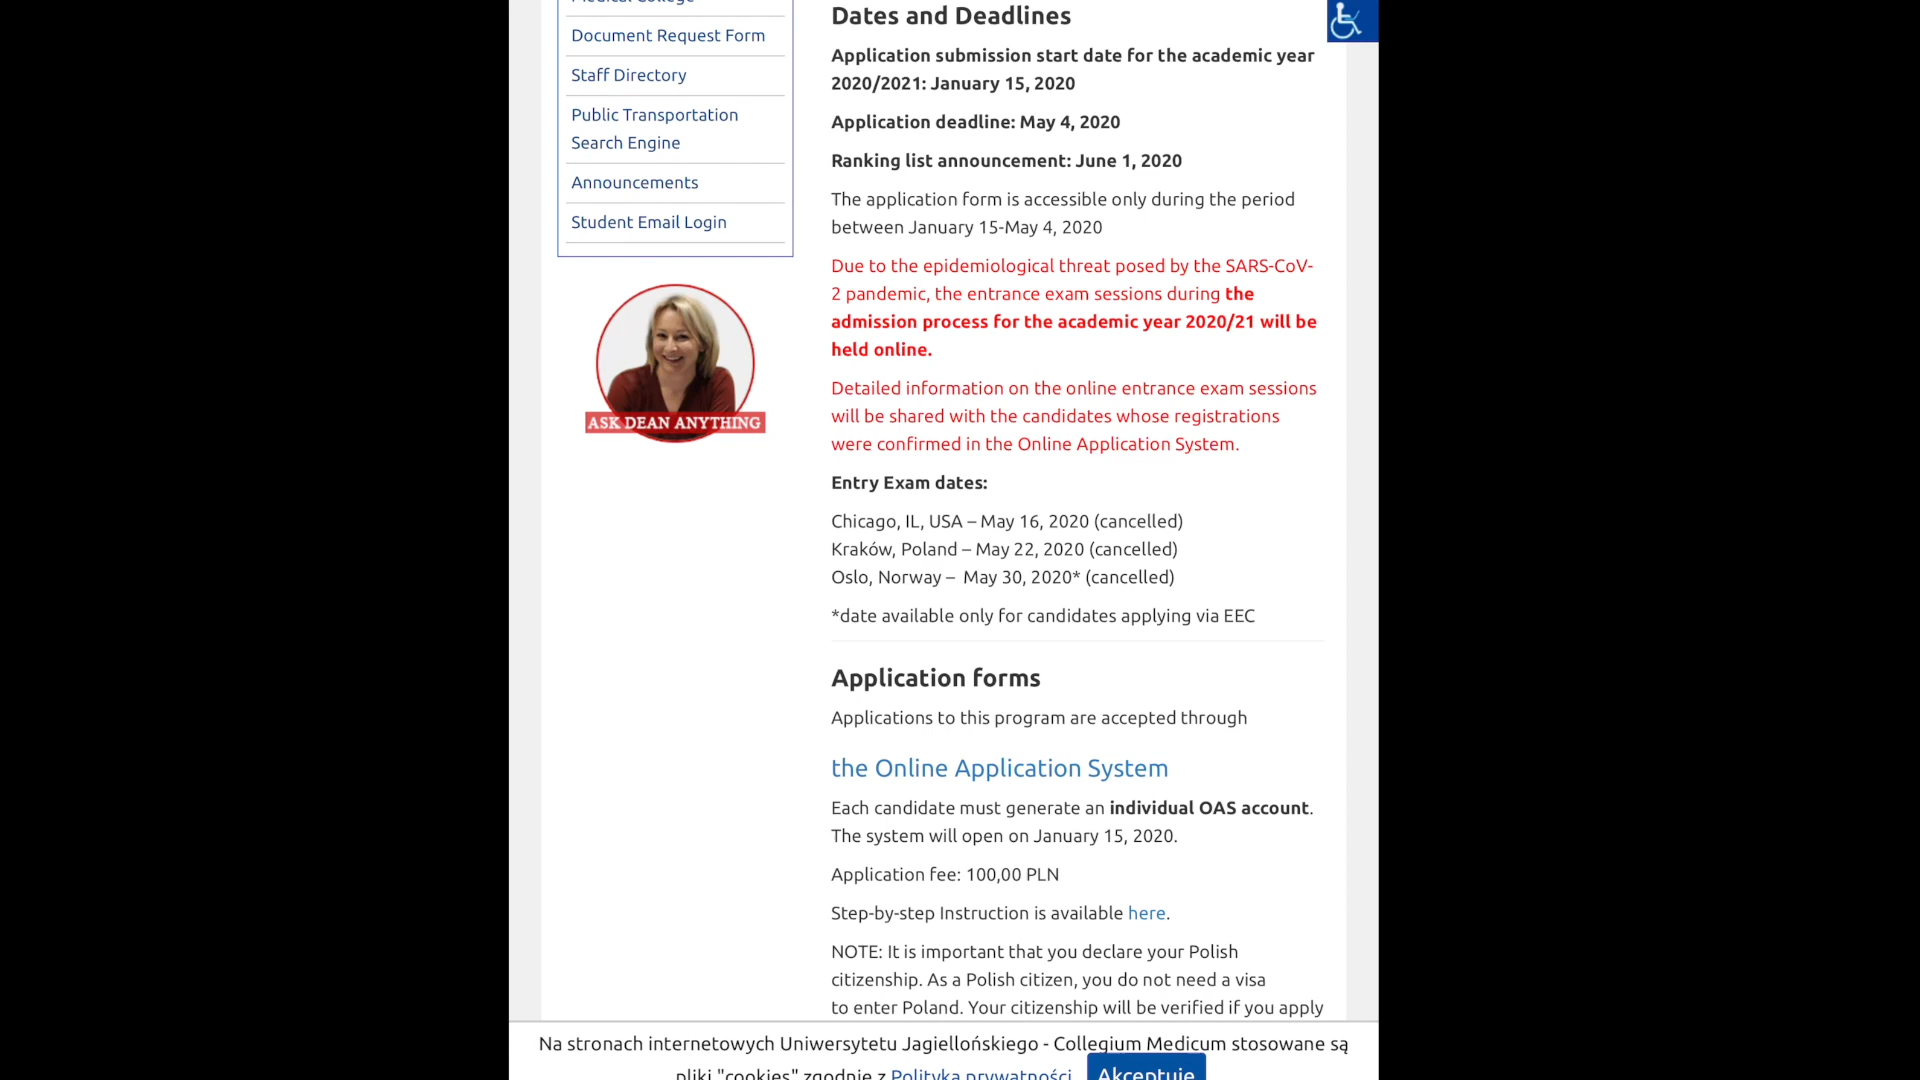 Medical College
Document Request Form
Staff Directory
Public Transportation
Search Engine
Announcements
Student Email Login
ASK DEAN ANYTHING
Dates and Deadlines
Application submission start date for the academic year
2020/2021: January 15, 2020
Application deadline: May 4, 2020
Ranking list announcement: June 1, 2020
The application form is accessible only during the period
between January 15-May 4, 2020
Due to the epidemiological threat posed by the SARS-CoV-
2 pandemic, the entrance exam sessions during the
admission process for the academic year 2020/21 will be
held online.
Detailed information on the online entrance exam sessions
will be shared with the candidates whose registrations
were confirmed in the Online Application System.
Entry Exam dates:
Chicago, IL, USA – May 16, 2020 (cancelled)
Kraków, Poland – May 22, 2020 (cancelled)
Oslo, Norway –  May 30, 2020* (cancelled)
*date available only for candidates applying via EEC
Application forms
Applications to this program are accepted through
the Online Application System
Each candidate must generate an individual OAS account.
The system will open on January 15, 2020.
Application fee: 100,00 PLN
Step-by-step Instruction is available here.
NOTE: It is important that you declare your Polish
citizenship. As a Polish citizen, you do not need a visa
to enter Poland. Your citizenship will be verified if you apply
Na stronach internetowych Uniwersytetu Jagiellońskiego - Collegium Medicum stosowane są
pliki "cookies" zgodnie z Polityką prywatności Akceptuję